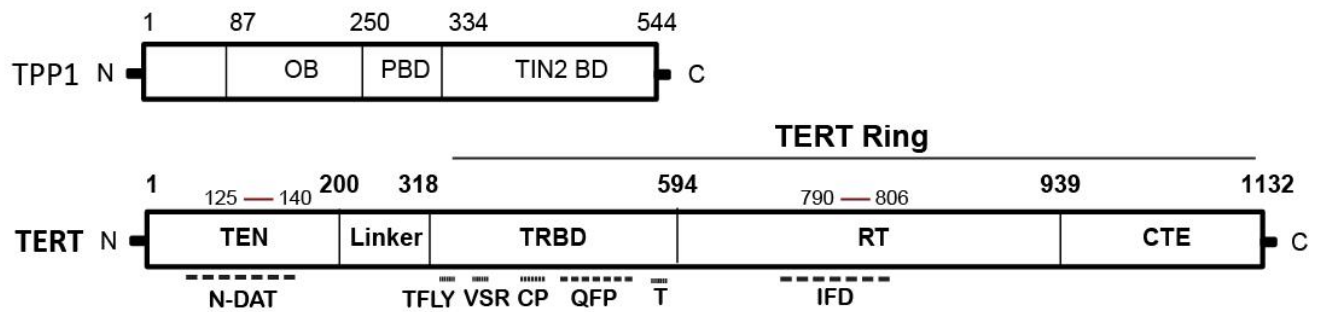 1 87 250 334 544
TPP1 N OB PBD TIN2 BD C
TERT Ring
1 200 318 594 939 1132
125 140 790 806
TERT N TEN Linker TRBD RT CTE C
N-DAT TFLY VSR CP QFP T IFD